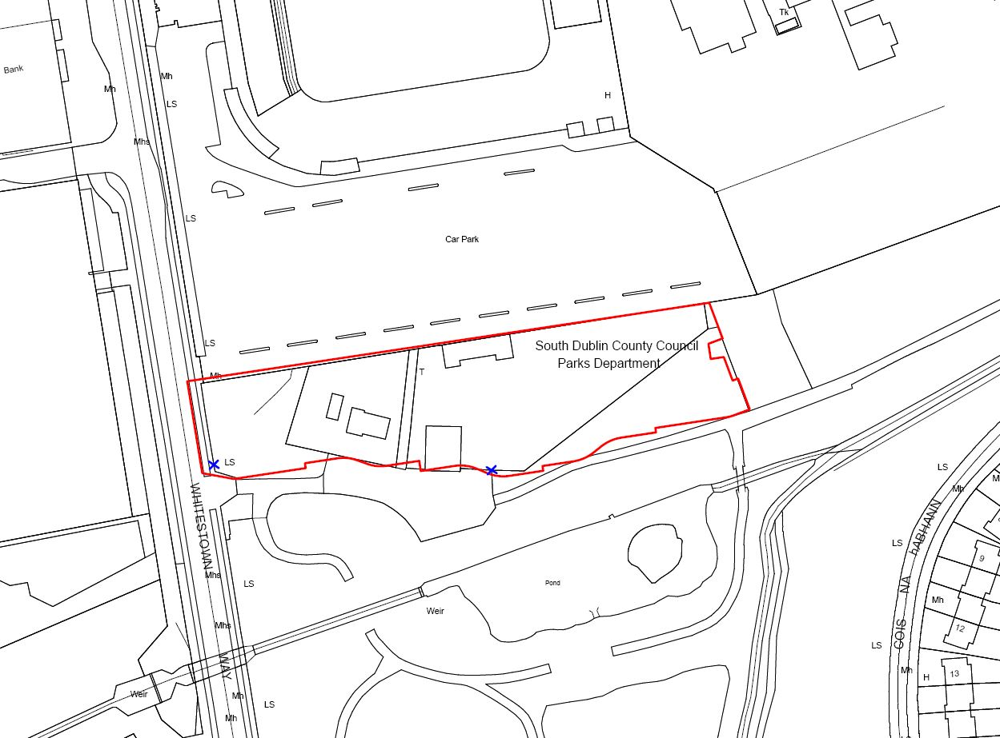 Tk
Bank
Mh
Mh
H
LS
Mhs
LS
Car Park
LS
South Dublin County Council
Parks Department
Mh
T
LS
LS
Mh
WHITESTOWN
WAY
COIS NA hABHANN
LS
9
Mhs
LS
Pond
Mh
Weir
Mhs
12
LS
Mh
H
13
Weir
Mh
LS
Mh